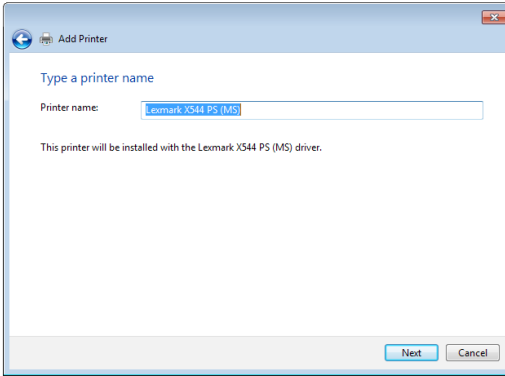 Add Printer
Type a printer name
Printer name: Lexmark X544 PS (MS)
This printer will be installed with the Lexmark X544 PS (MS) driver.
Next Cancel